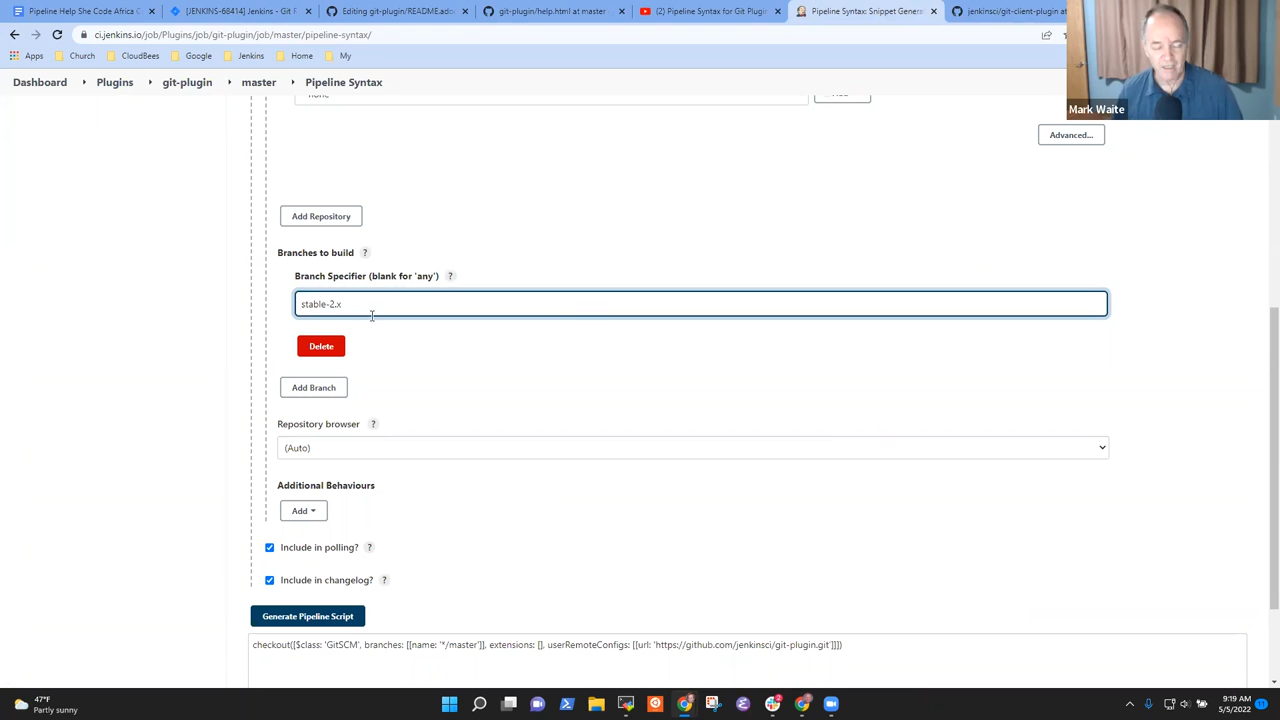 Pipeline Help She Code Africa C
[JENKINS-68414] Jenkins - Git P
Editing git-plugin/README.adoc
git-plugin/help.html at master
Pipeline Syntax for Git Plugin
Pipeline Syntax: Snippet Gener
jenkinsci/git-client-plugin at
ci.jenkins.io/job/Plugins/job/git-plugin/job/master/pipeline-syntax/
Apps
Church
CloudBees
Google
Jenkins
Home
My
Dashboard
Plugins
git-plugin
master
Pipeline Syntax
Mark Waite
Advanced...
Add Repository
Branches to build ?
Branch Specifier (blank for 'any') ?
stable-2.x
Delete
Add Branch
Repository browser ?
(Auto)
Additional Behaviours
Add
Include in polling? ?
Include in changelog? ?
Generate Pipeline Script
checkout([$class: 'GitSCM', branches: [[name: '*/master']], extensions: [], userRemoteConfigs: [[url: 'https://github.com/jenkinsci/git-plugin.git']]])
47°F
Partly sunny
9:19 AM
5/5/2022